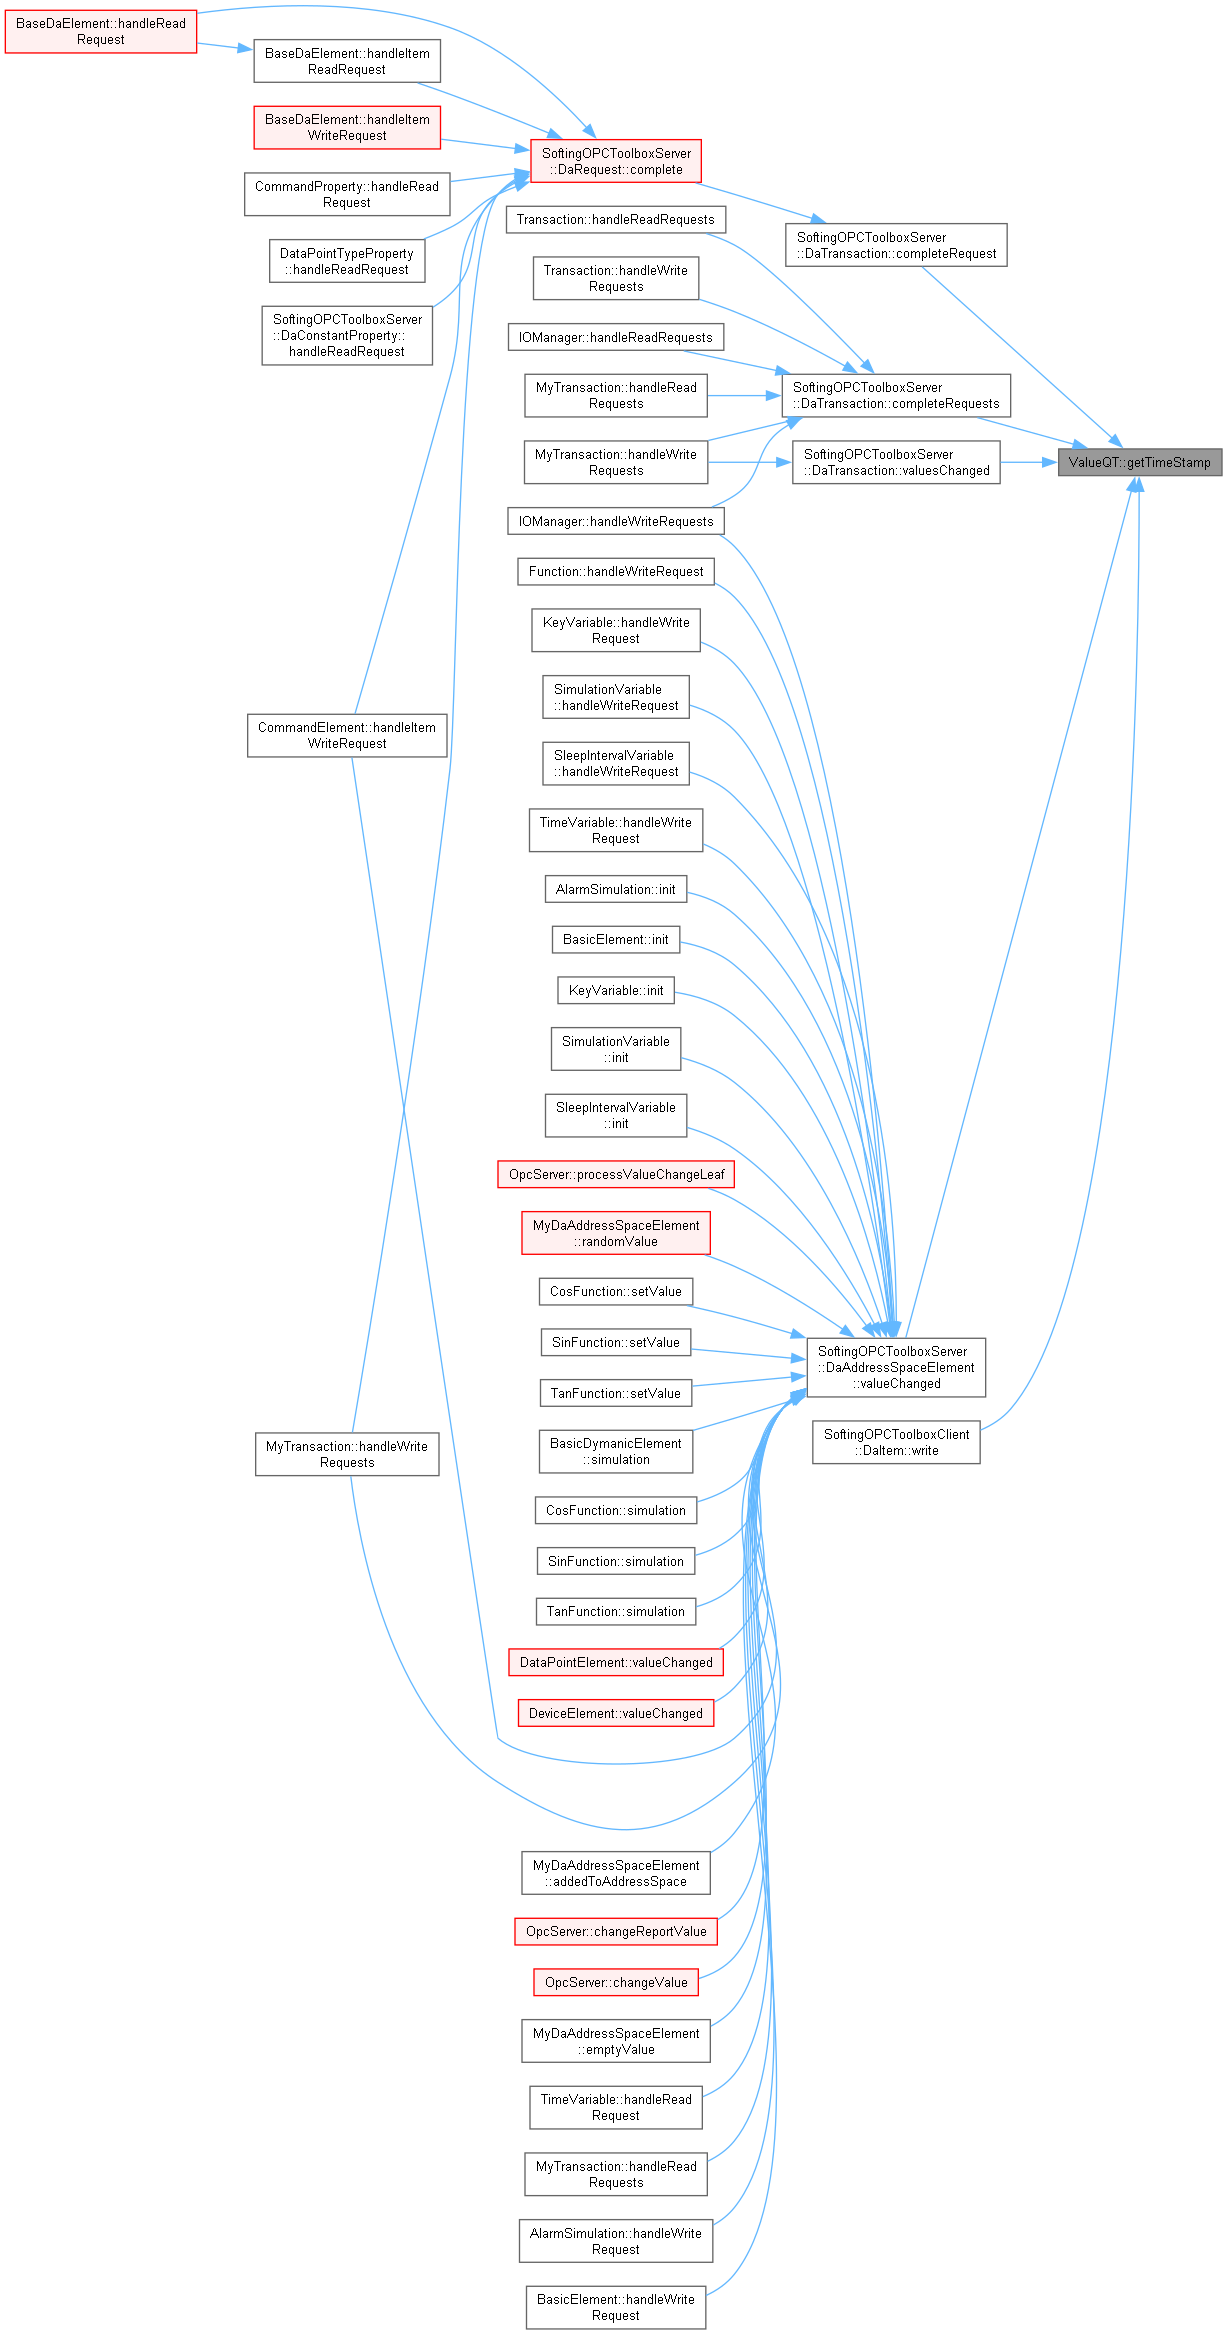 BaseDaElement::handleRead
Request
BaseDaElement::handleItem
ReadRequest
BaseDaElement::handleItem
WriteRequest
CommandProperty::handleRead
Request
DataPointTypeProperty
::handleReadRequest
SoftingOPCToolboxServer
::DaConstantProperty::
handleReadRequest
CommandElement::handleItem
WriteRequest
MyTransaction::handleWrite
Requests
SoftingOPCToolboxServer
::DaRequest::complete
Transaction::handleReadRequests
Transaction::handleWrite
Requests
IOManager::handleReadRequests
MyTransaction::handleRead
Requests
MyTransaction::handleWrite
Requests
IOManager::handleWriteRequests
Function::handleWriteRequest
KeyVariable::handleWrite
Request
SimulationVariable
::handleWriteRequest
SleepIntervalVariable
::handleWriteRequest
TimeVariable::handleWrite
Request
AlarmSimulation::init
BasicElement::init
KeyVariable::init
SimulationVariable
::init
SleepIntervalVariable
::init
OpcServer::processValueChangeLeaf
MyDaAddressSpaceElement
::randomValue
CosFunction::setValue
SinFunction::setValue
TanFunction::setValue
BasicDymanicElement
::simulation
CosFunction::simulation
SinFunction::simulation
TanFunction::simulation
DataPointElement::valueChanged
DeviceElement::valueChanged
MyDaAddressSpaceElement
::addedToAddressSpace
OpcServer::changeReportValue
OpcServer::changeValue
MyDaAddressSpaceElement
::emptyValue
TimeVariable::handleRead
Request
MyTransaction::handleRead
Requests
AlarmSimulation::handleWrite
Request
BasicElement::handleWrite
Request
SoftingOPCToolboxServer
::DaTransaction::completeRequest
SoftingOPCToolboxServer
::DaTransaction::completeRequests
SoftingOPCToolboxServer
::DaTransaction::valuesChanged
SoftingOPCToolboxServer
::DaAddressSpaceElement
::valueChanged
SoftingOPCToolboxClient
::DaItem::write
ValueQT::getTimeStamp